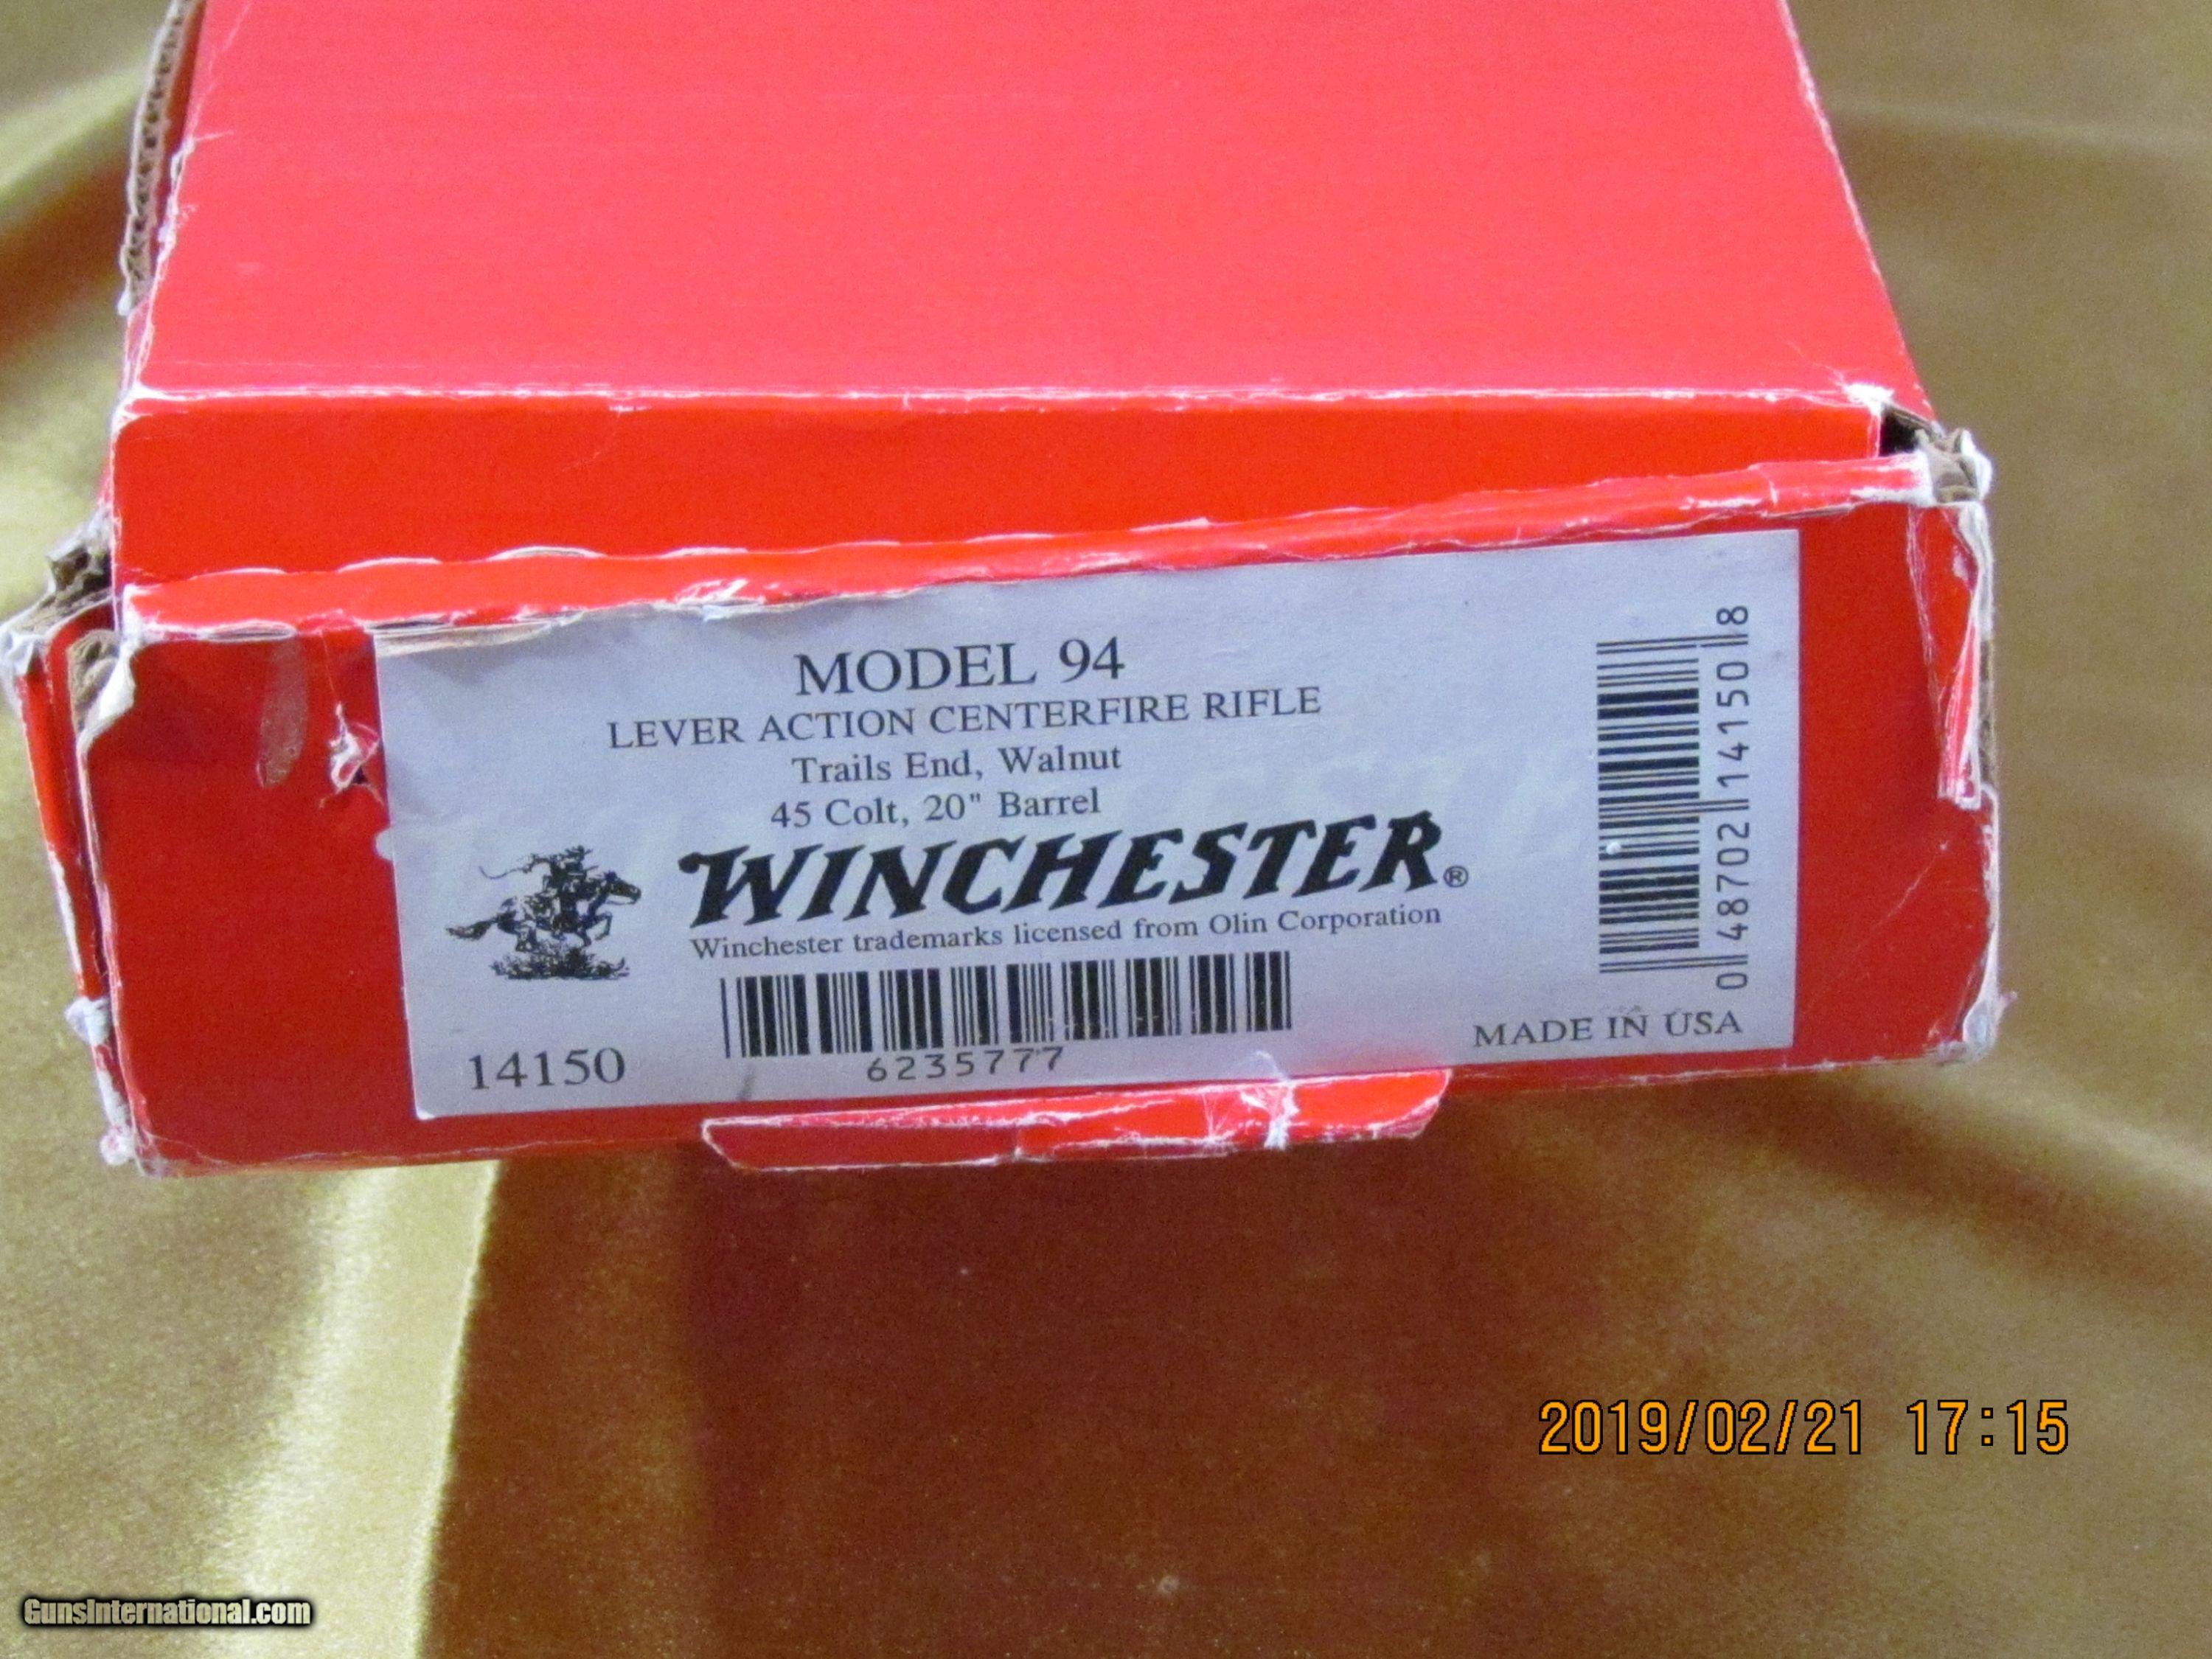 MODEL 94
LEVER ACTION CENTERFIRE RIFLE
Trails End, Walnut
45 Colt, 20" Barrel
WINCHESTER®
Winchester trademarks licensed from Olin Corporation
14150
6235777
0 48702 14150 8
MADE IN USA
2019/02/21 17:15
GunsInternational.com